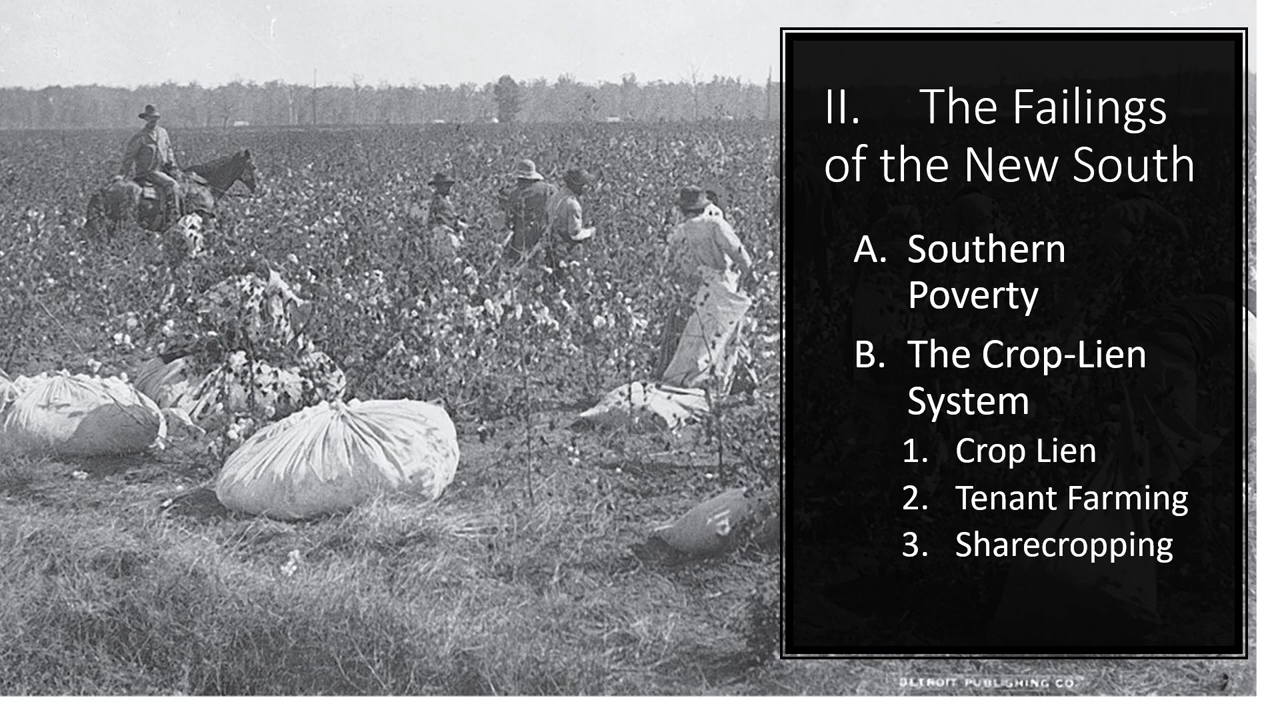 II. The Failings
of the New South
A. Southern
Poverty
B. The Crop-Lien
System
1. Crop Lien
2. Tenant Farming
3. Sharecropping
DETROIT PUBLISHING CO.